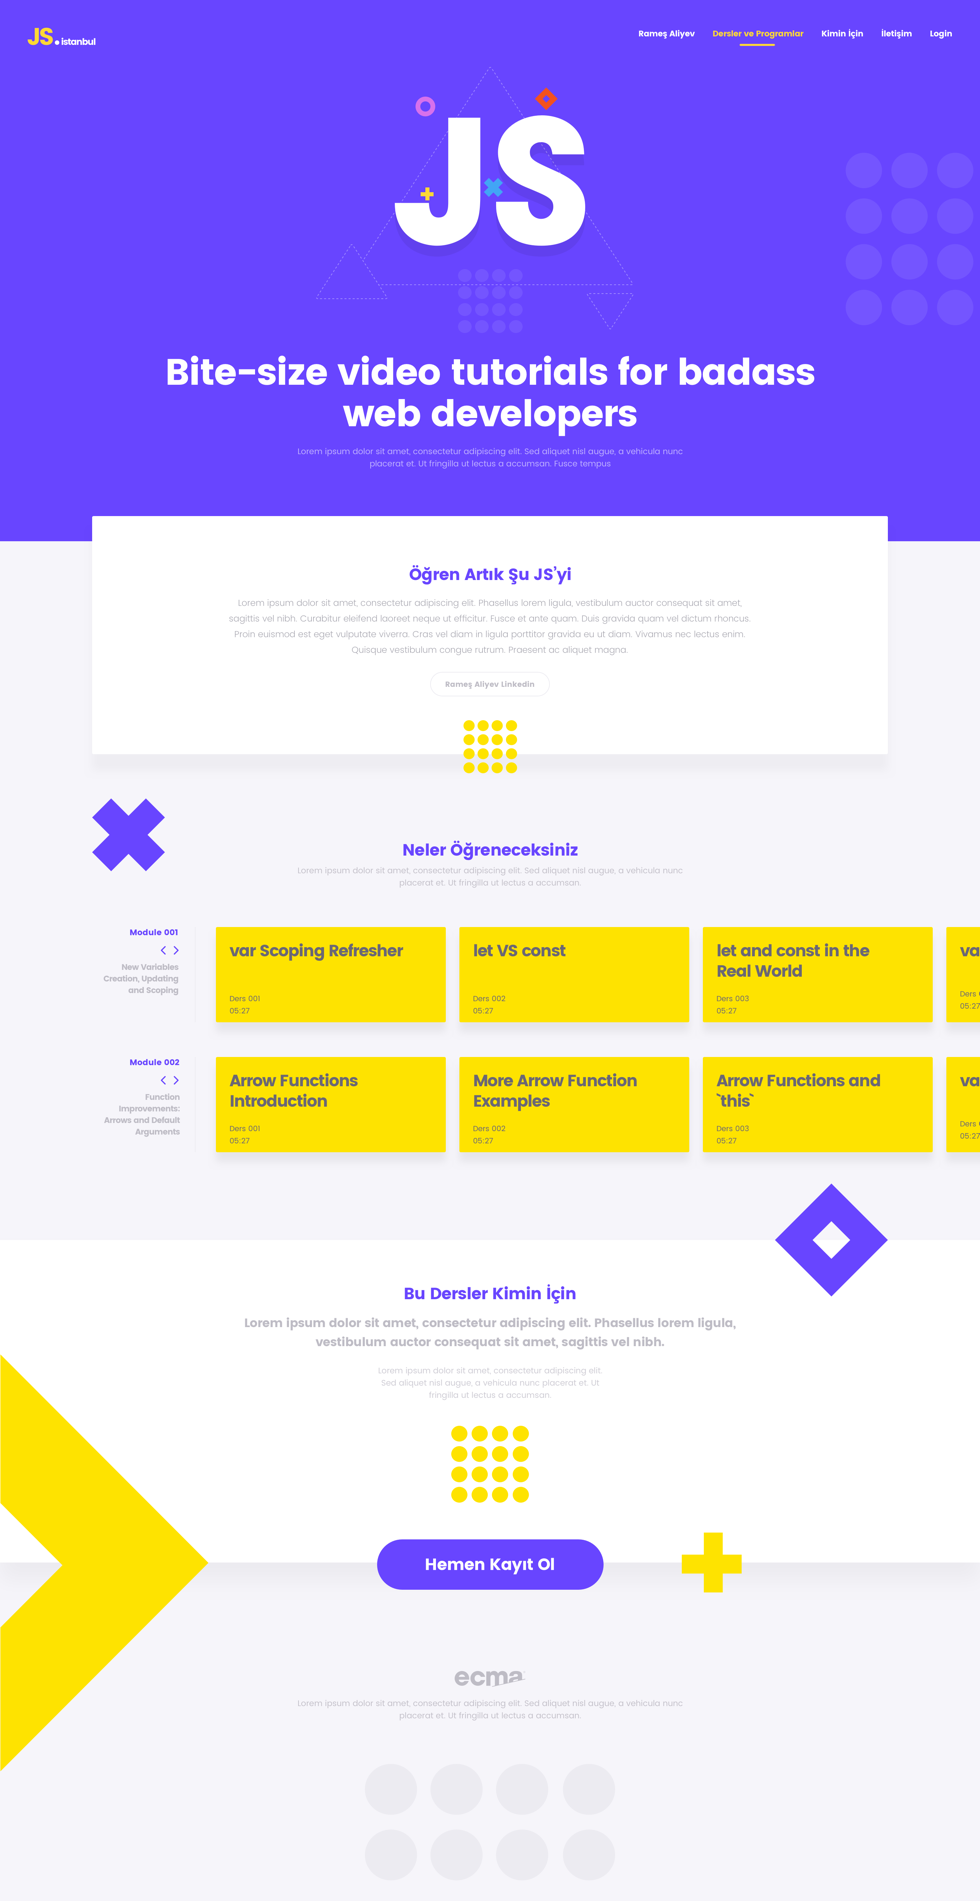 JS.istanbul
Rameş Aliyev Dersler ve Programlar Kimin İçin İletişim Login
JS
Bite-size video tutorials for badass
web developers
Lorem ipsum dolor sit amet, consectetur adipiscing elit. Sed aliquet nisl augue, a vehicula nunc
placerat et. Ut fringilla ut lectus a accumsan. Fusce tempus
Öğren Artık Şu JS’yi
Lorem ipsum dolor sit amet, consectetur adipiscing elit. Phasellus lorem ligula, vestibulum auctor consequat sit amet,
sagittis vel nibh. Curabitur eleifend laoreet neque ut efficitur. Fusce et ante quam. Duis gravida quam vel dictum rhoncus.
Proin euismod est eget vulputate viverra. Cras vel diam in ligula porttitor gravida eu ut diam. Vivamus nec lectus enim.
Quisque vestibulum congue rutrum. Praesent ac aliquet magna.
Rameş Aliyev Linkedin
Neler Öğreneceksiniz
Lorem ipsum dolor sit amet, consectetur adipiscing elit. Sed aliquet nisl augue, a vehicula nunc
placerat et. Ut fringilla ut lectus a accumsan.
Module 001
New Variables
Creation, Updating
and Scoping
var Scoping Refresher
Ders 001
05:27
let VS const
Ders 002
05:27
let and const in the
Real World
Ders 003
05:27
va
Ders
05:27
Module 002
Function
Improvements:
Arrows and Default
Arguments
Arrow Functions
Introduction
Ders 001
05:27
More Arrow Function
Examples
Ders 002
05:27
Arrow Functions and
`this`
Ders 003
05:27
va
Ders
05:27
Bu Dersler Kimin İçin
Lorem ipsum dolor sit amet, consectetur adipiscing elit. Phasellus lorem ligula,
vestibulum auctor consequat sit amet, sagittis vel nibh.
Lorem ipsum dolor sit amet, consectetur adipiscing elit.
Sed aliquet nisl augue, a vehicula nunc placerat et. Ut
fringilla ut lectus a accumsan.
Hemen Kayıt Ol
ecma
Lorem ipsum dolor sit amet, consectetur adipiscing elit. Sed aliquet nisl augue, a vehicula nunc
placerat et. Ut fringilla ut lectus a accumsan.